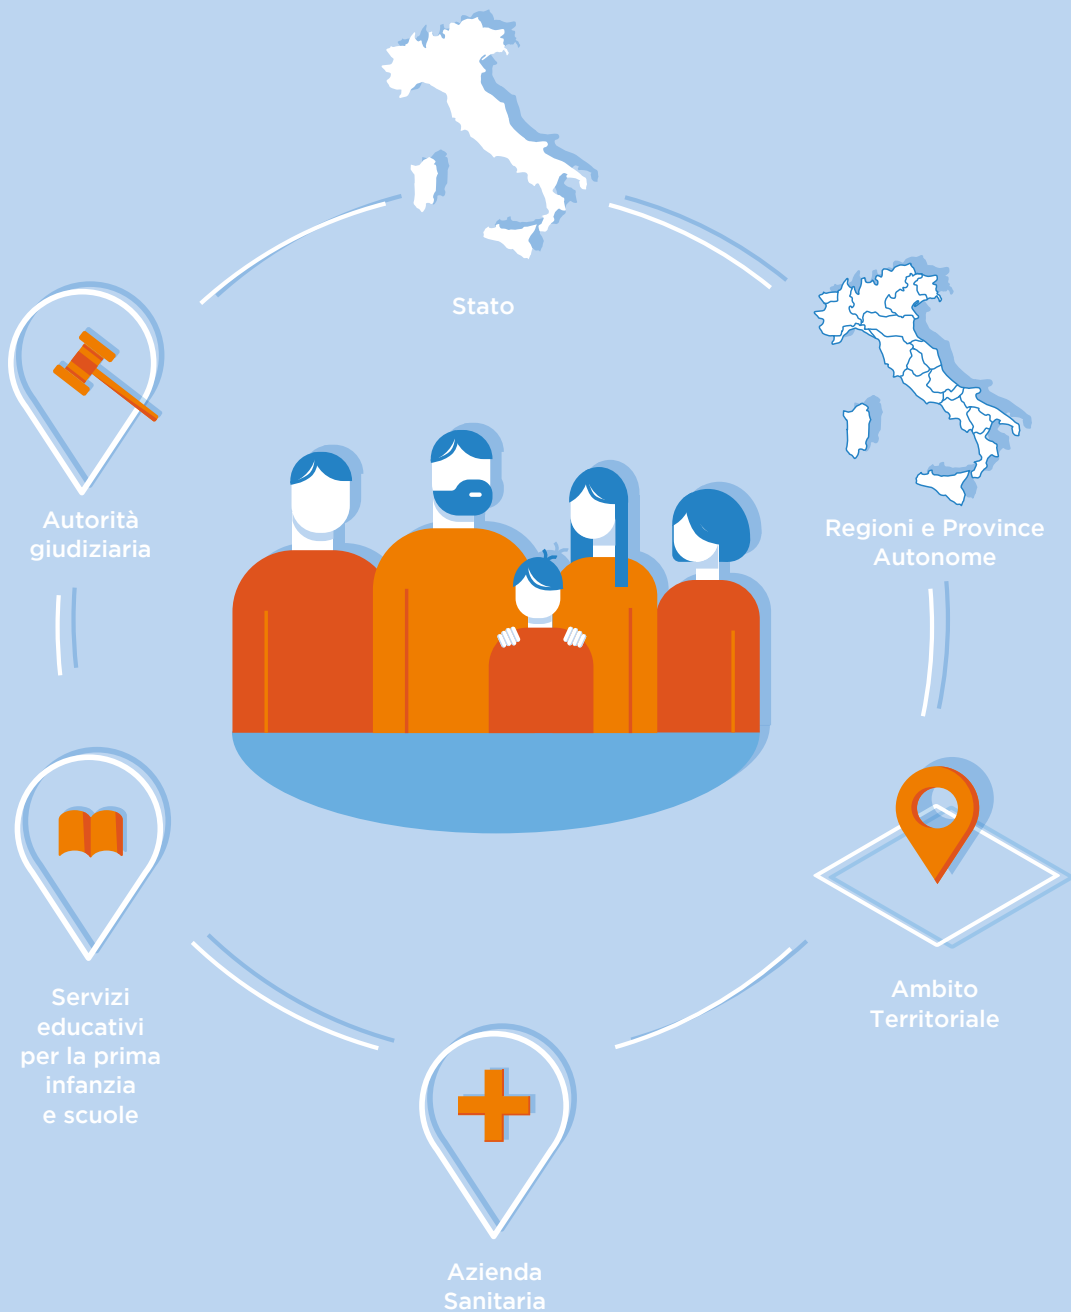 Stato
Autorità
giudiziaria
Regioni e Province
Autonome
Servizi
educativi
per la prima
infanzia
e scuole
Ambito
Territoriale
Azienda
Sanitaria